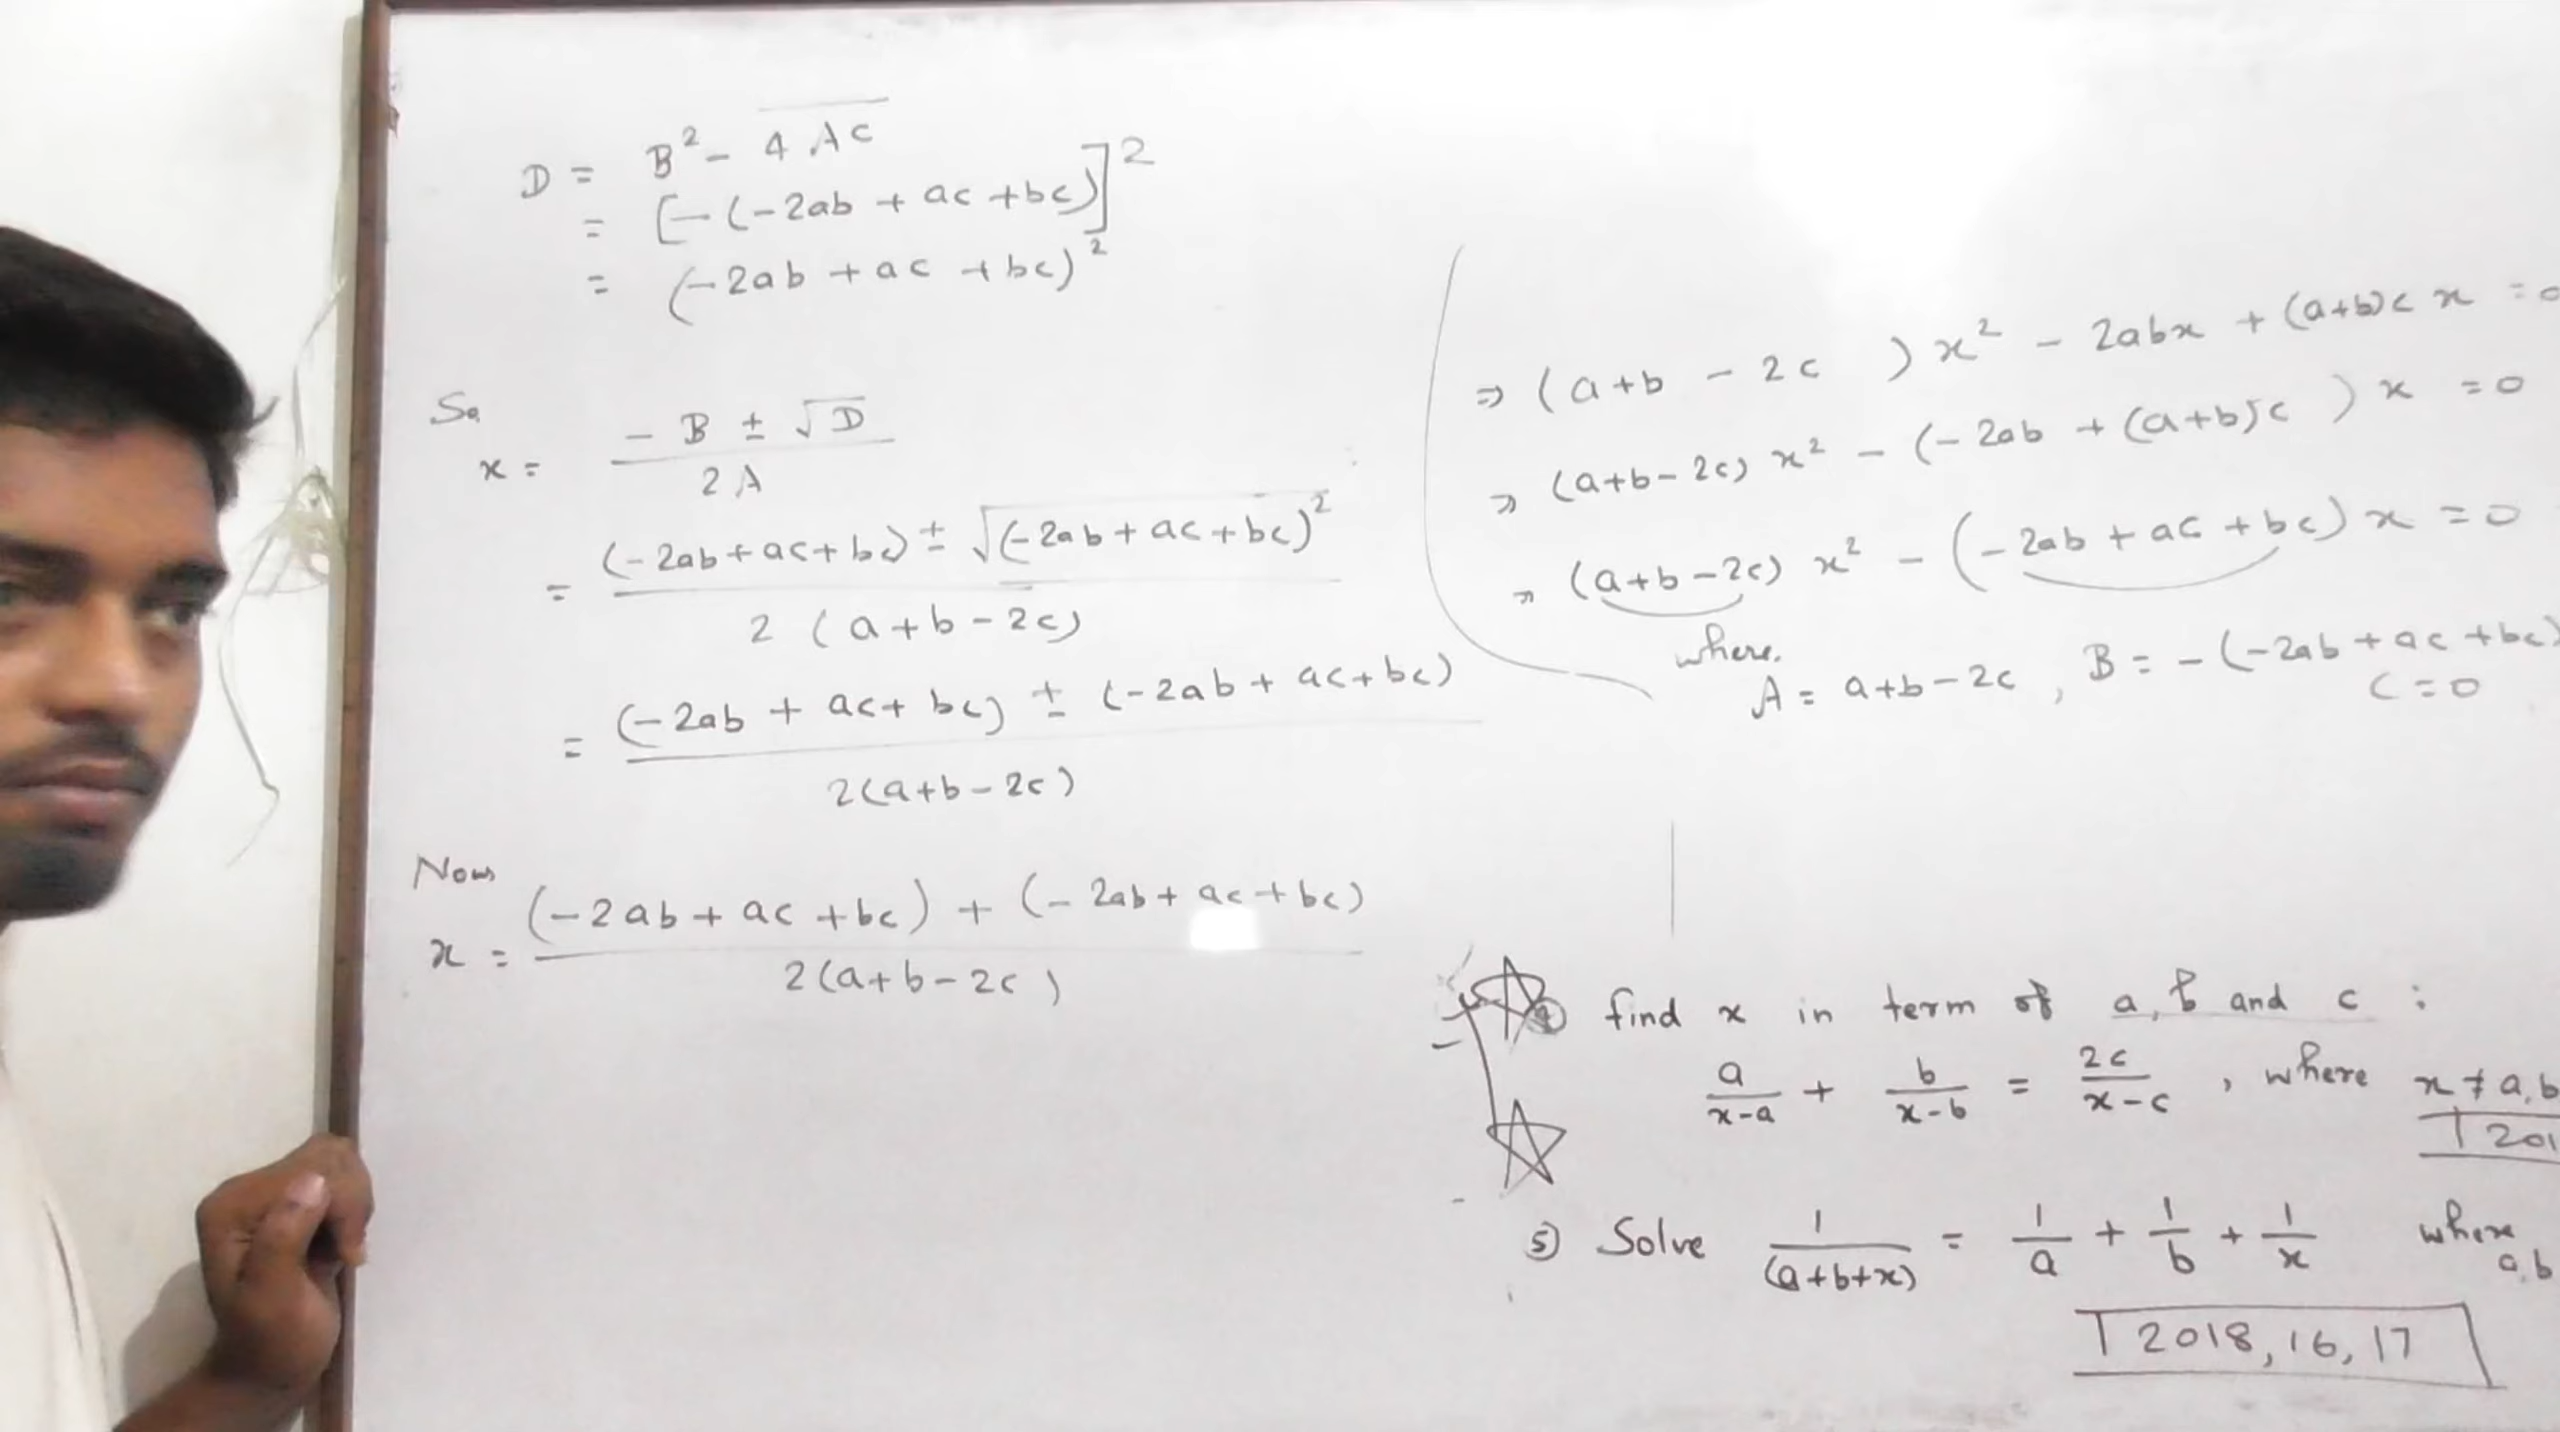 D = B² - 4AC
= [-(-2ab + ac + bc)]²
= (-2ab + ac + bc)²
So
x = (-B ± √D) / 2A
= ((-2ab + ac + bc) ± √(-2ab + ac + bc)²) / 2(a+b-2c)
= ((-2ab + ac + bc) ± (-2ab + ac + bc)) / 2(a+b-2c)
Now
x = ((-2ab + ac + bc) + (-2ab + ac + bc)) / 2(a+b-2c)
⇒ (a+b - 2c ) x² - 2abx + (a+b)c x = 0
⇒ (a+b-2c) x² - (-2ab + (a+b)c ) x = 0
⇒ (a+b-2c) x² - (-2ab + ac + bc) x = 0
where.
A = a+b-2c , B = -(-2ab + ac + bc)
C = 0
find x in term of a, b and c :
a/(x-a) + b/(x-b) = 2c/(x-c) , where x ≠ a, b
201
⑤ Solve 1/(a+b+x) = 1/a + 1/b + 1/x where
a, b
2018, 16, 17